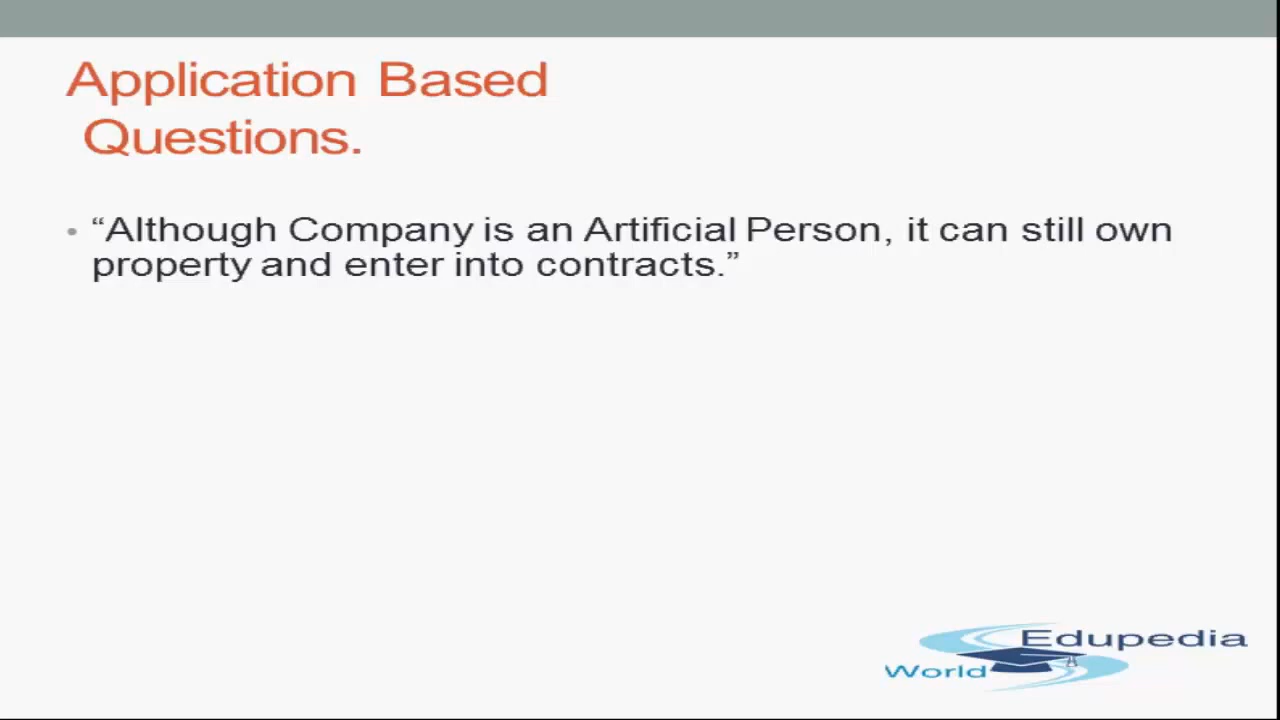 Application Based
Questions.
• “Although Company is an Artificial Person, it can still own
property and enter into contracts.”
Edupedia
World